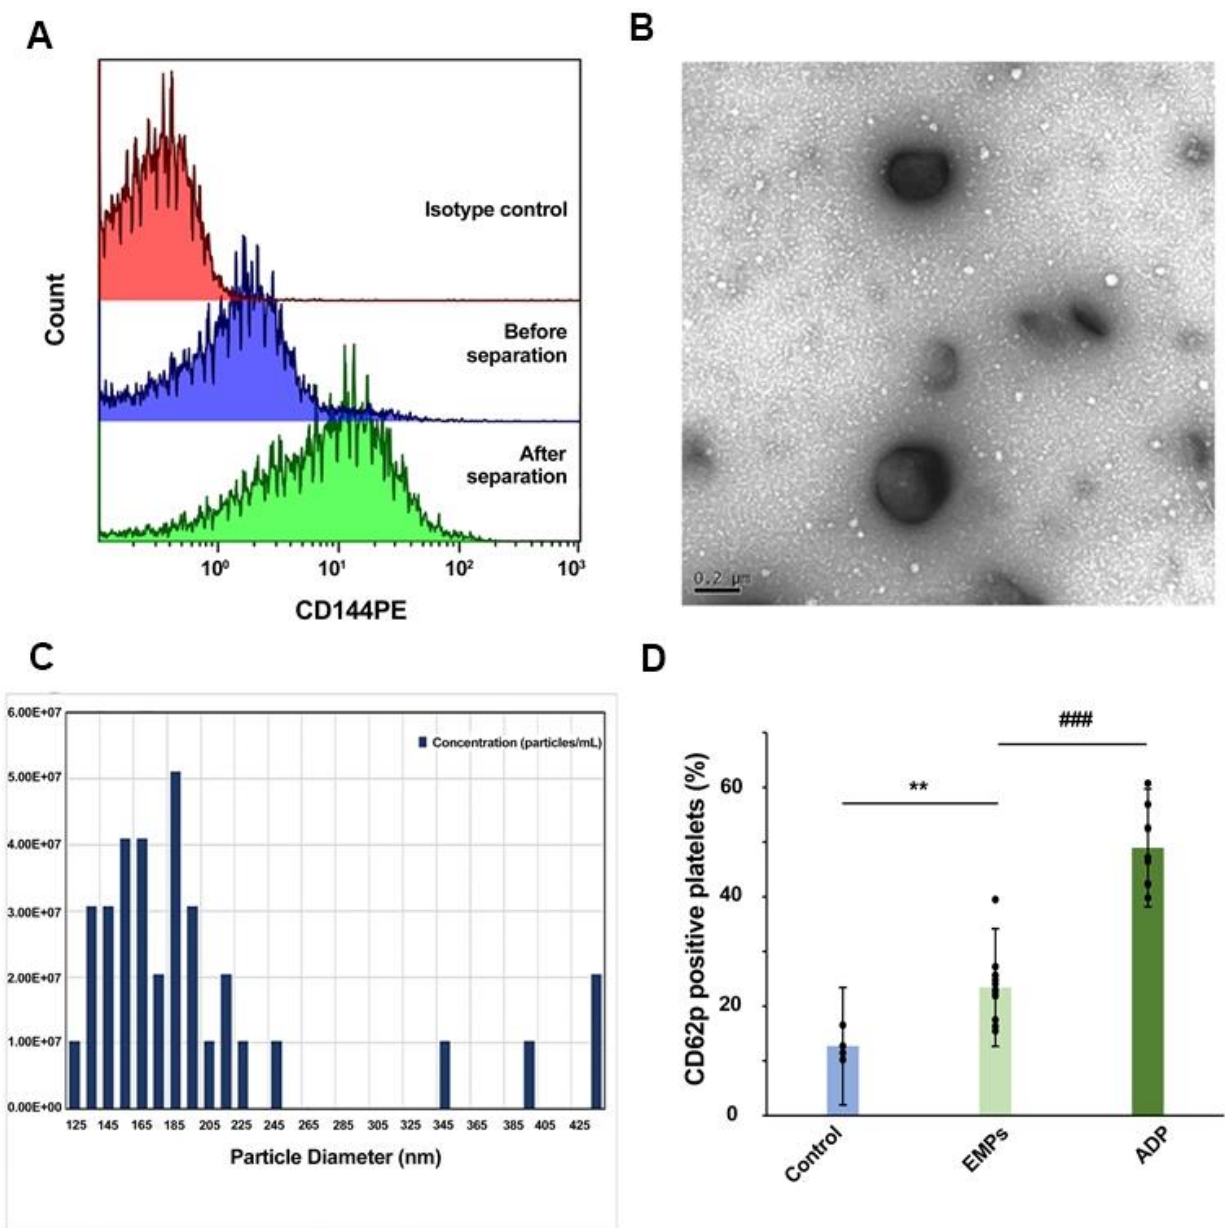 A
B
Count
Isotype control
Before
separation
After
separation
10⁰
10¹
10²
10³
CD144PE
0.2 μm
C
D
6.00E+07
5.00E+07
4.00E+07
3.00E+07
2.00E+07
1.00E+07
0.00E+00
Concentration (particles/mL)
125 145 165 185 205 225 245 265 285 305 325 345 365 385 405 425
Particle Diameter (nm)
CD62p positive platelets (%)
60
40
20
0
**
###
Control
EMPs
ADP